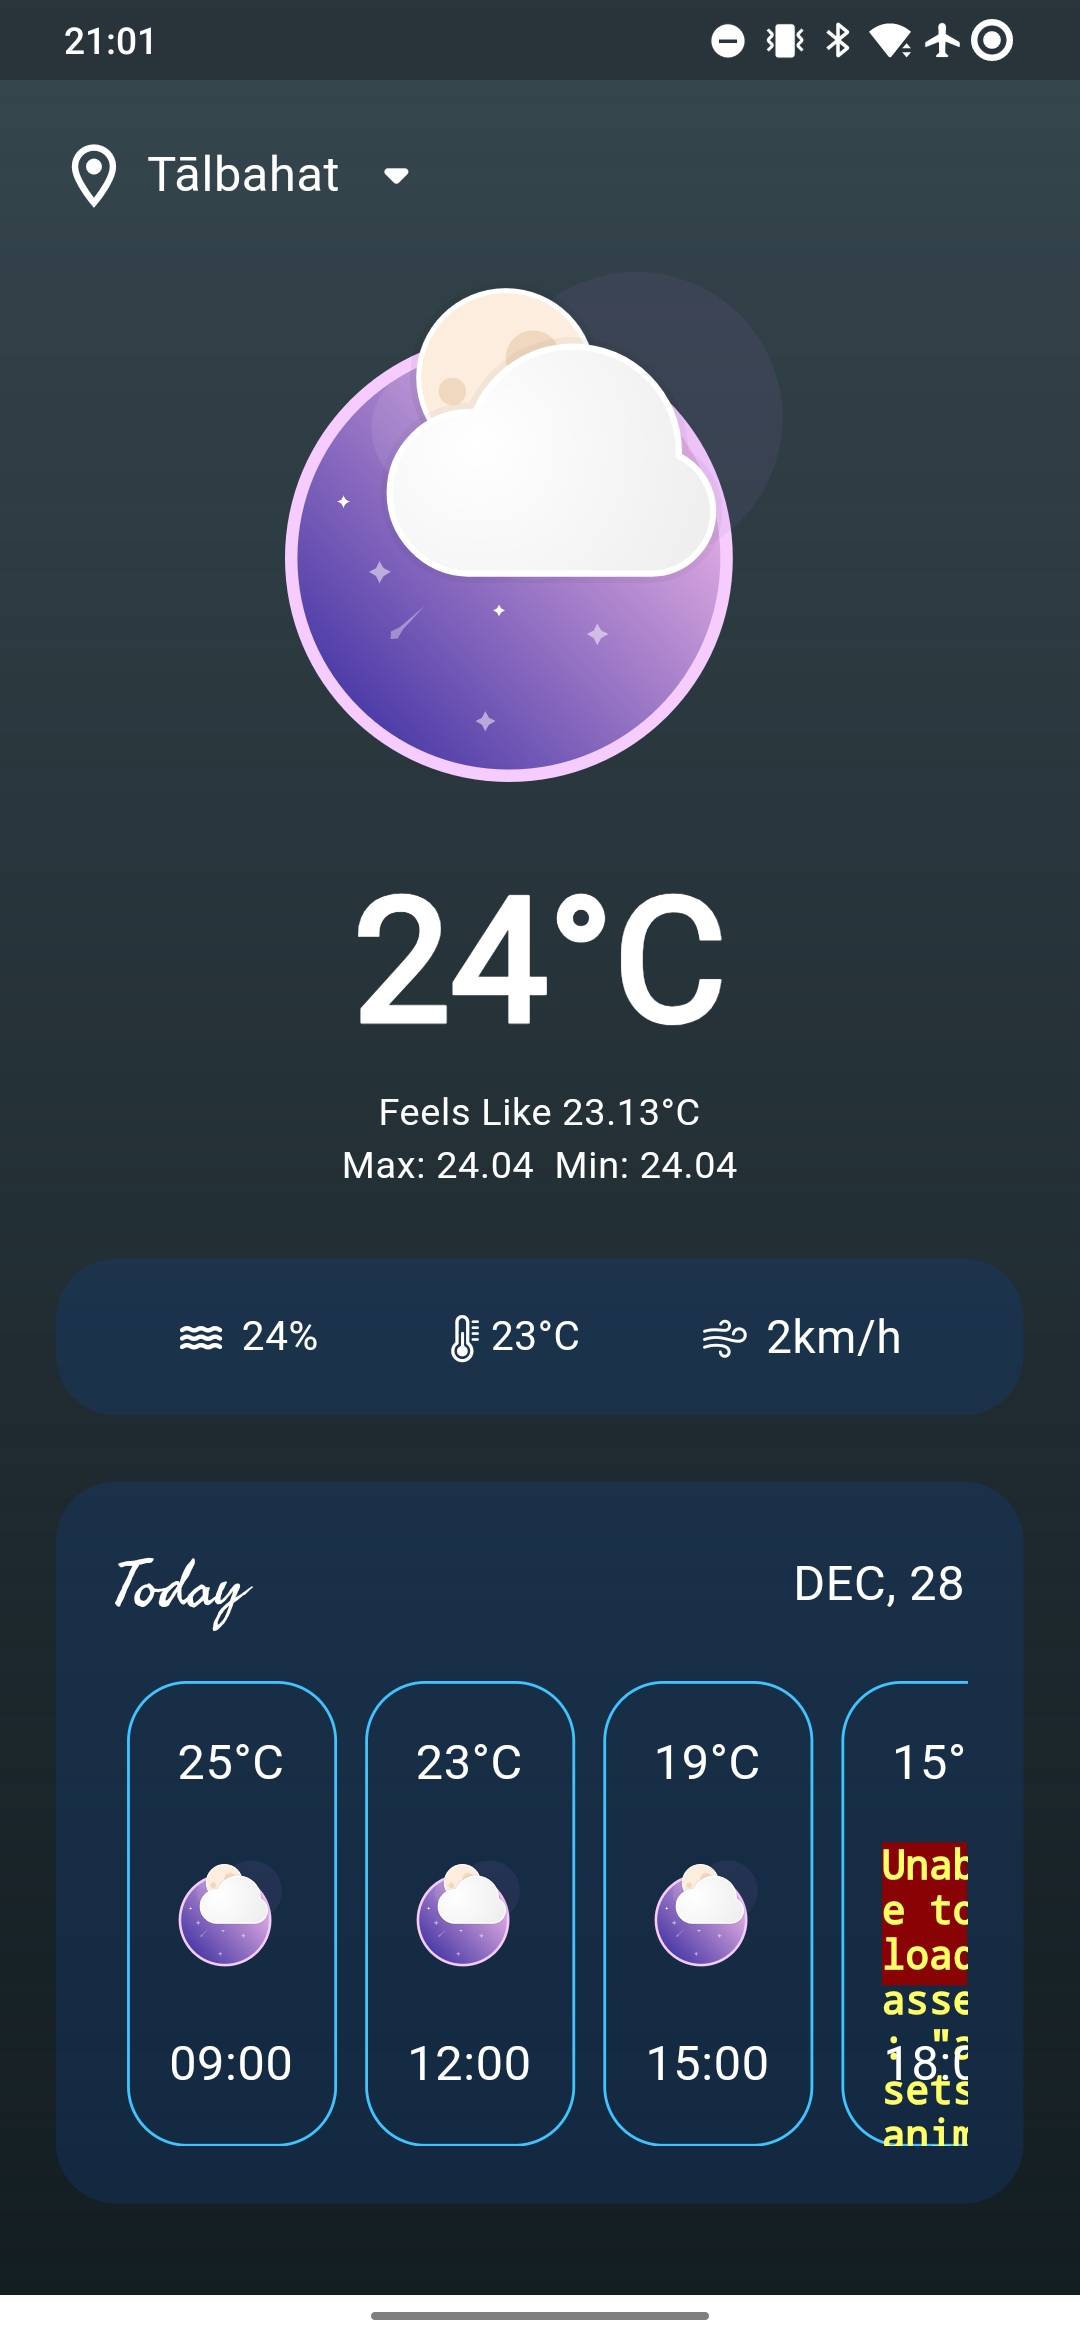 21:01
Tālbahat
24°C
Feels Like 23.13°C
Max: 24.04 Min: 24.04
24% 23°C 2km/h
Today DEC, 28
25°C 23°C 19°C 15°
Unab
e to
load
asse
: "a
sets
anim
09:00 12:00 15:00 18:0